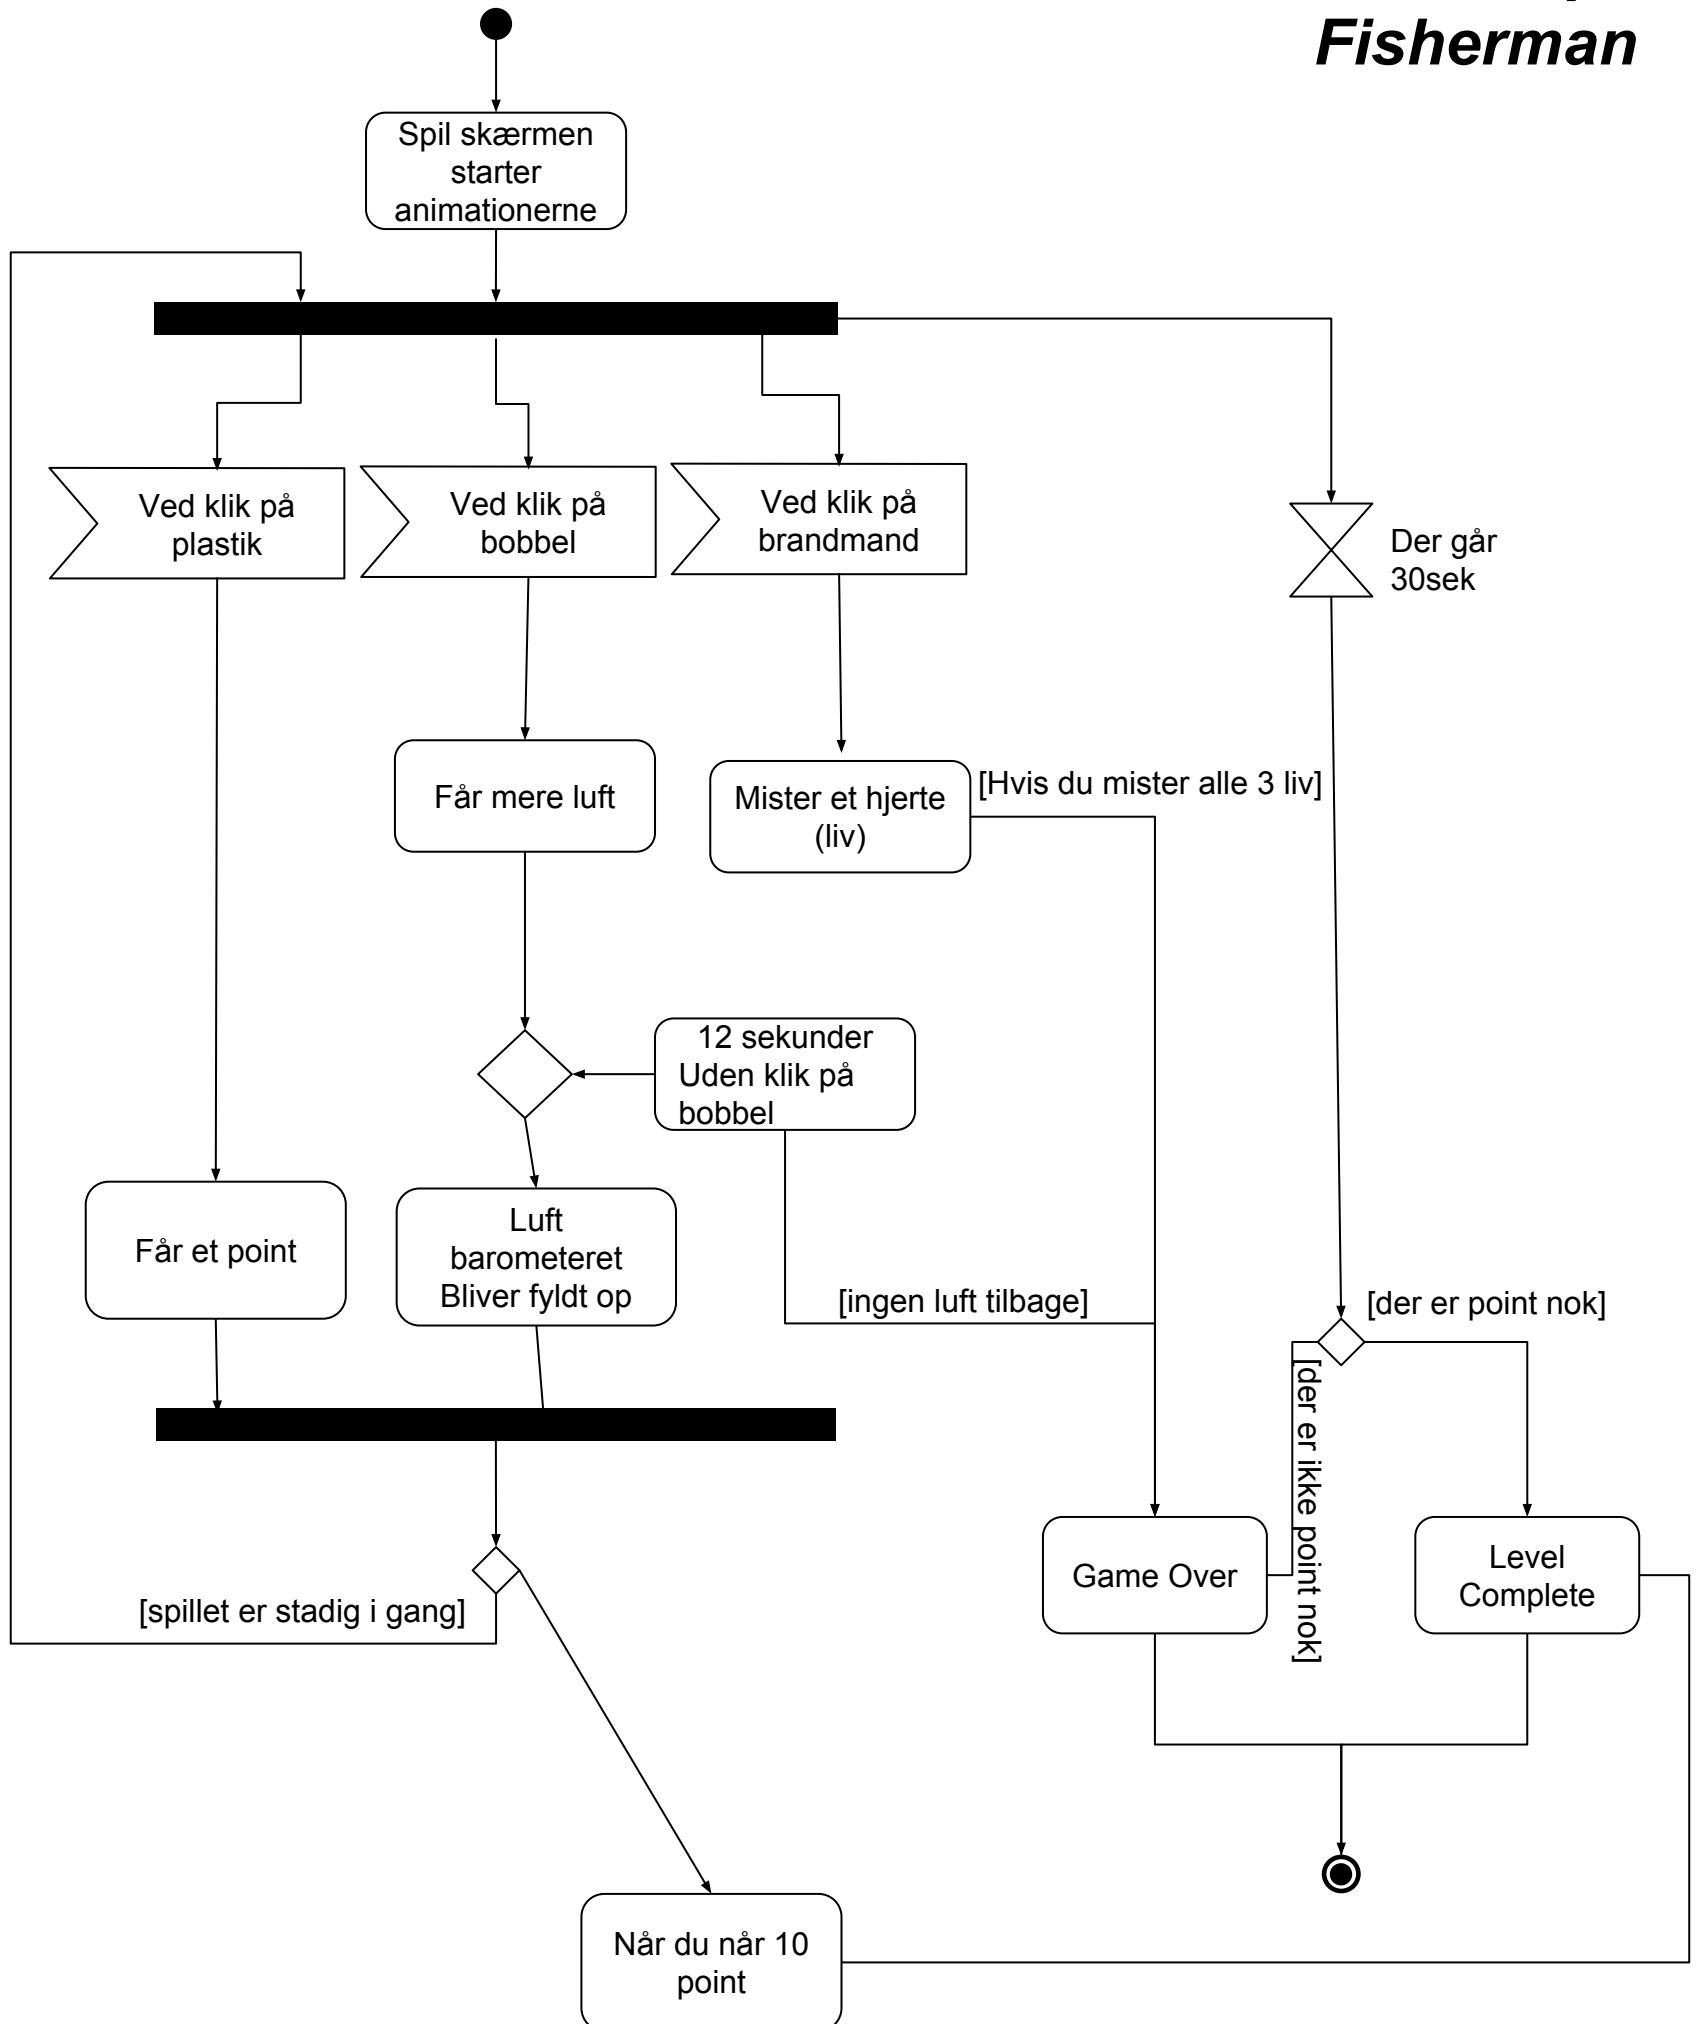 Fisherman
Spil skærmen
starter
animationerne
Ved klik på
plastik
Ved klik på
bobbel
Ved klik på
brandmand
Der går
30sek
Får mere luft
Mister et hjerte
(liv)
[Hvis du mister alle 3 liv]
12 sekunder
Uden klik på
bobbel
Får et point
Luft
barometeret
Bliver fyldt op
[ingen luft tilbage]
[der er point nok]
[der er ikke point nok]
Game Over
Level
Complete
[spillet er stadig i gang]
Når du når 10
point